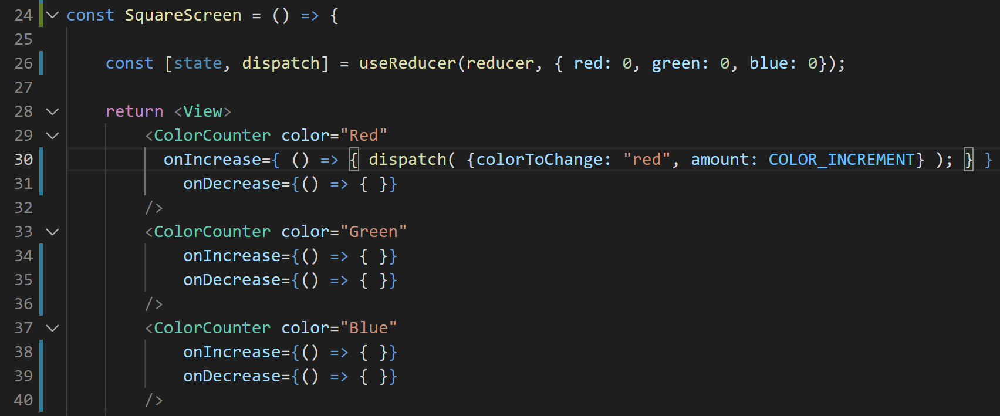 24 const SquareScreen = () => {
25
26 const [state, dispatch] = useReducer(reducer, { red: 0, green: 0, blue: 0});
27
28 return <View>
29 <ColorCounter color="Red"
30 onIncrease={ () => { dispatch( {colorToChange: "red", amount: COLOR_INCREMENT} ); } }
31 onDecrease={() => { }}
32 />
33 <ColorCounter color="Green"
34 onIncrease={() => { }}
35 onDecrease={() => { }}
36 />
37 <ColorCounter color="Blue"
38 onIncrease={() => { }}
39 onDecrease={() => { }}
40 />